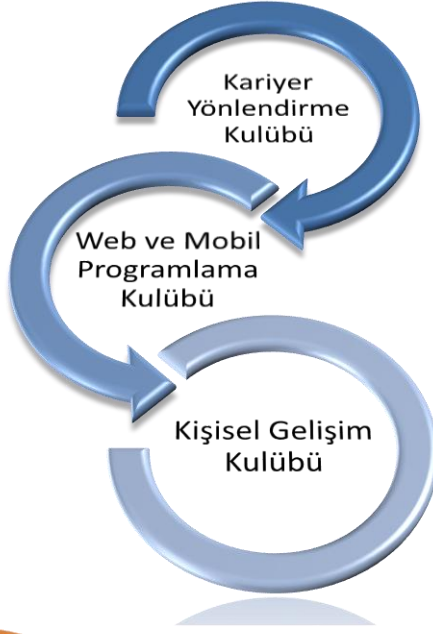 Kariyer
Yönlendirme
Kulübü
Web ve Mobil
Programlama
Kulübü
Kişisel Gelişim
Kulübü